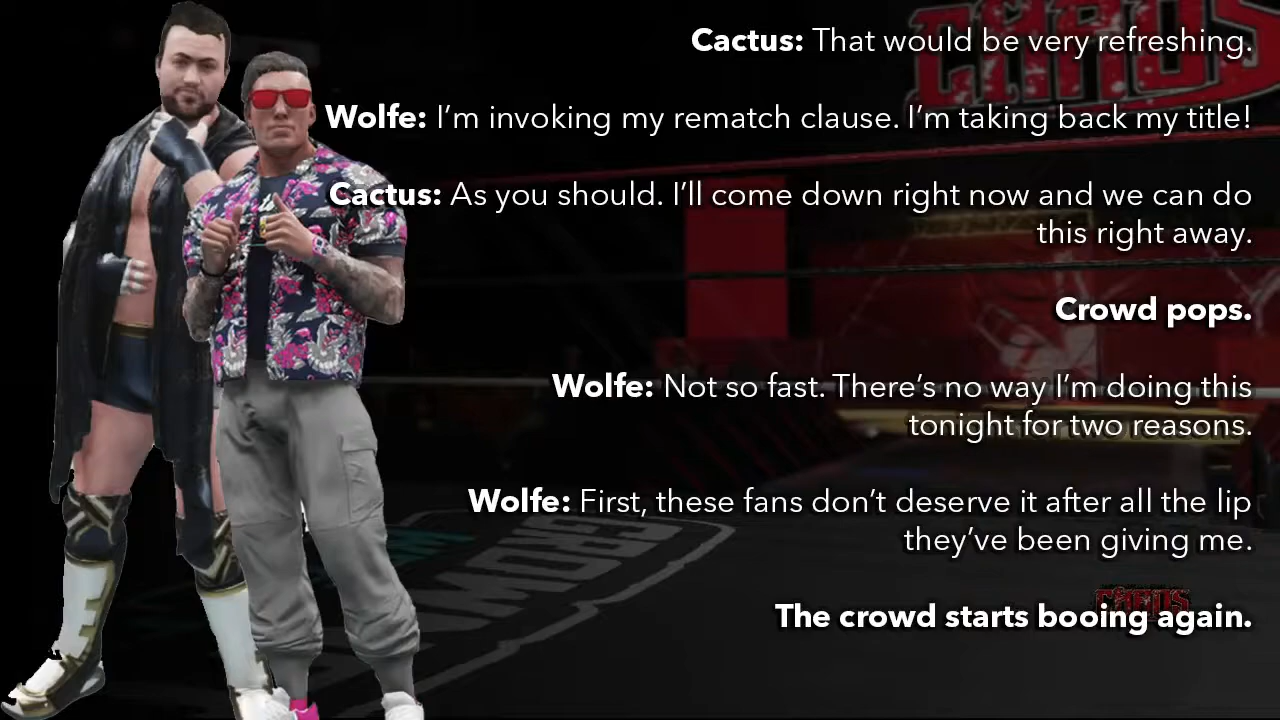 CHAOS
Cactus: That would be very refreshing.
Wolfe: I’m invoking my rematch clause. I’m taking back my title!
Cactus: As you should. I’ll come down right now and we can do
this right away.
Crowd pops.
Wolfe: Not so fast. There’s no way I’m doing this
tonight for two reasons.
Wolfe: First, these fans don’t deserve it after all the lip
they’ve been giving me.
CHAOS
The crowd starts booing again.